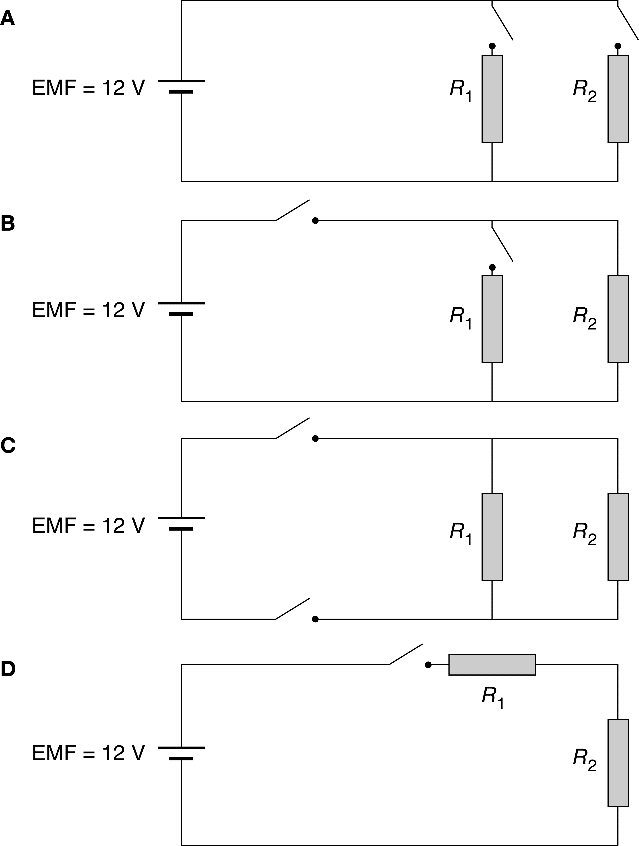 A
EMF = 12 V
R1
R2
B
EMF = 12 V
R1
R2
C
EMF = 12 V
R1
R2
D
R1
EMF = 12 V
R2